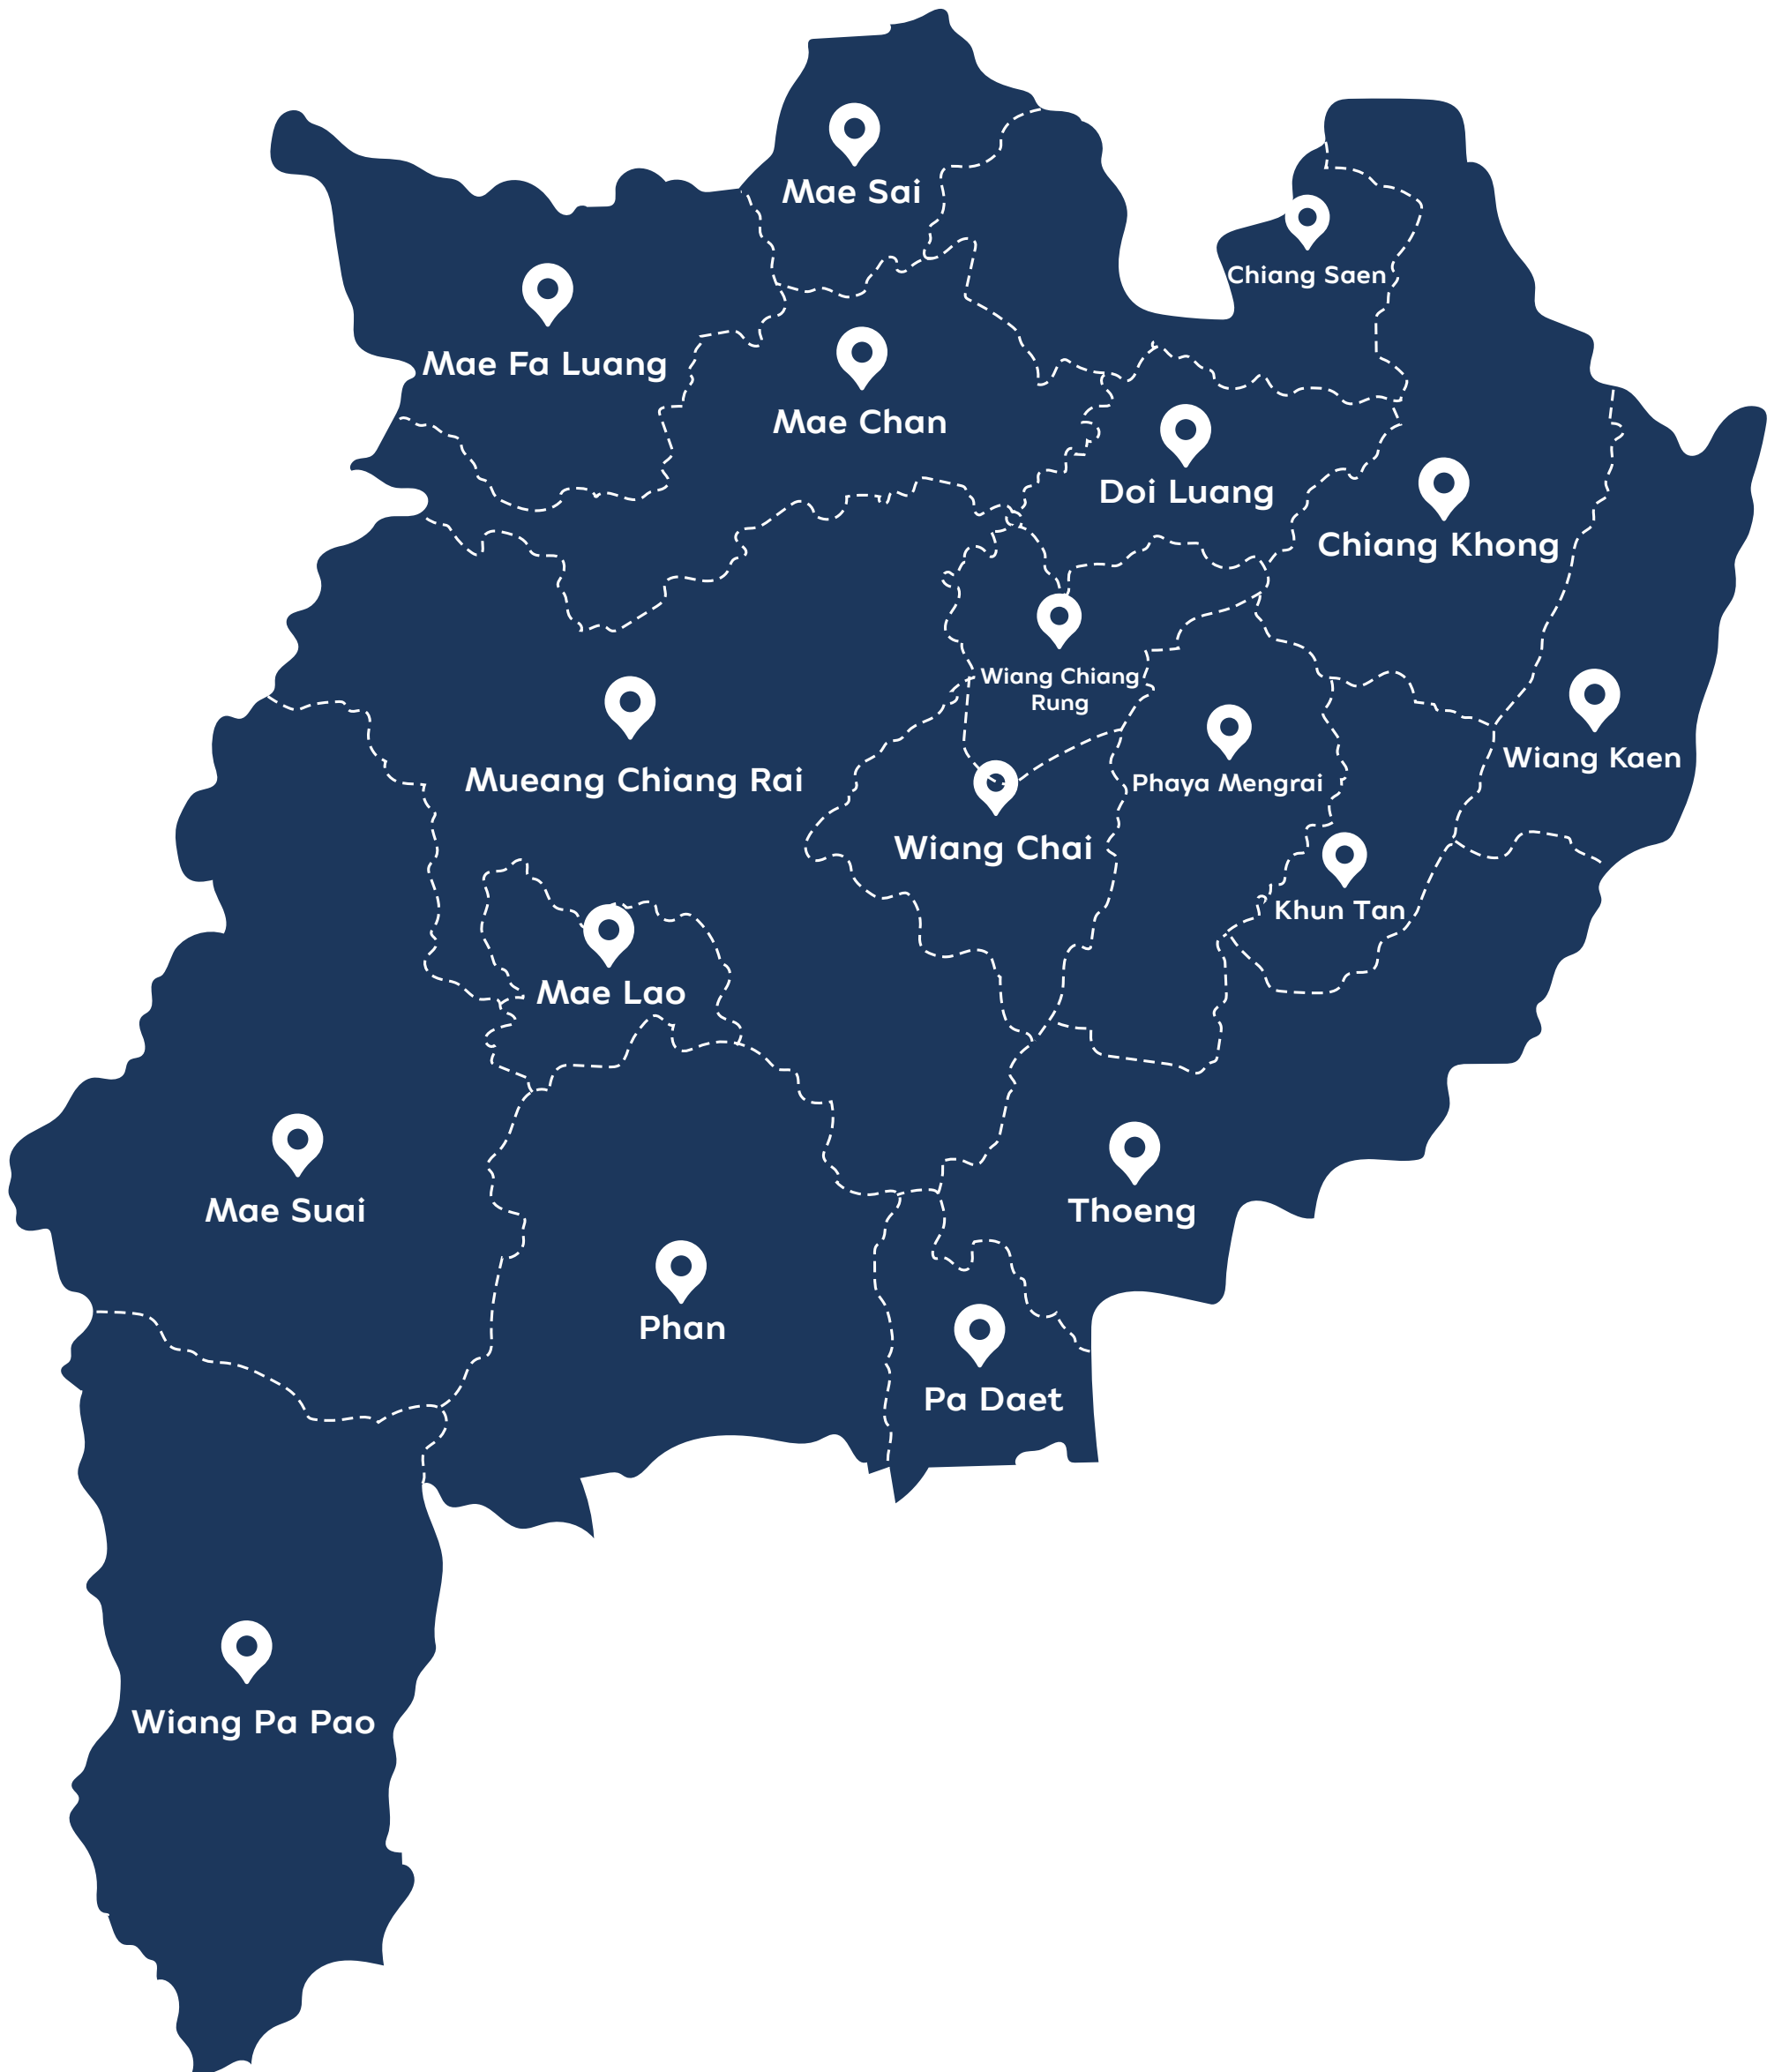 Mae Sai
Chiang Saen
Mae Fa Luang
Mae Chan
Doi Luang
Chiang Khong
Wiang Chiang
Rung
Wiang Kaen
Mueang Chiang Rai
Phaya Mengrai
Wiang Chai
Khun Tan
Mae Lao
Mae Suai
Thoeng
Phan
Pa Daet
Wiang Pa Pao